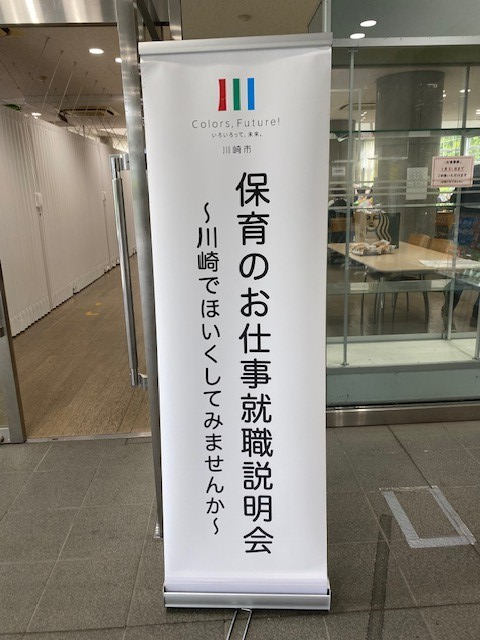 Colors, Future!
いろいろって、未来。
川崎市
保育のお仕事就職説明会
～川崎でほいくしてみませんか～